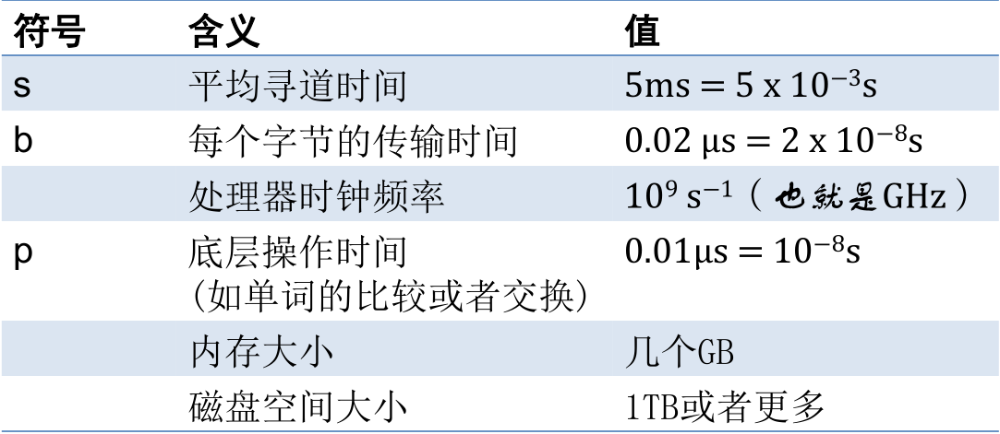 符号 含义 值
s 平均寻道时间 5ms = 5 x 10⁻³s
b 每个字节的传输时间 0.02 μs = 2 x 10⁻⁸s
处理器时钟频率 10⁹ s⁻¹（也就是GHz）
p 底层操作时间 0.01μs = 10⁻⁸s
(如单词的比较或者交换)
内存大小 几个GB
磁盘空间大小 1TB或者更多